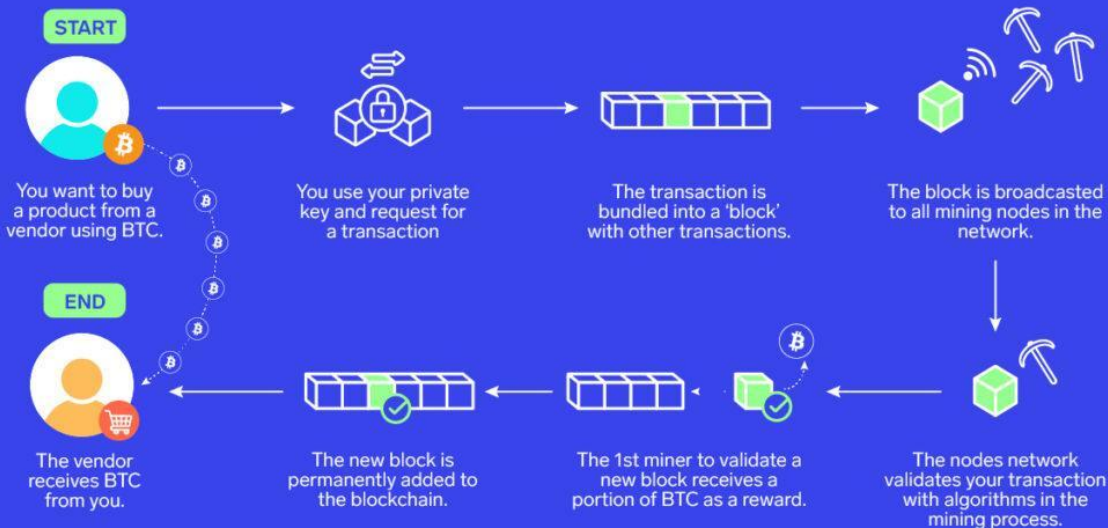 START
You want to buy
a product from a
vendor using BTC.
You use your private
key and request for
a transaction
The transaction is
bundled into a ‘block’
with other transactions.
The block is broadcasted
to all mining nodes in the
network.
The nodes network
validates your transaction
with algorithms in the
mining process.
The 1st miner to validate a
new block receives a
portion of BTC as a reward.
The new block is
permanently added to
the blockchain.
END
The vendor
receives BTC
from you.